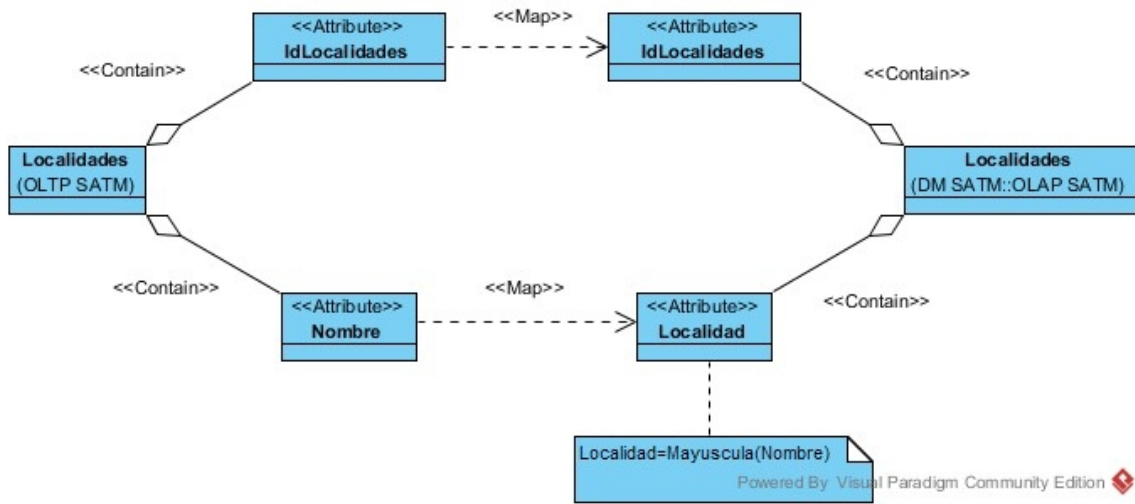 <<Map>>
<<Attribute>>
IdLocalidades
<<Attribute>>
IdLocalidades
<<Contain>>
<<Contain>>
Localidades
(OLTP SATM)
Localidades
(DM SATM::OLAP SATM)
<<Contain>>
<<Map>>
<<Contain>>
<<Attribute>>
Nombre
<<Attribute>>
Localidad
Localidad=Mayuscula(Nombre)
Powered By Visual Paradigm Community Edition